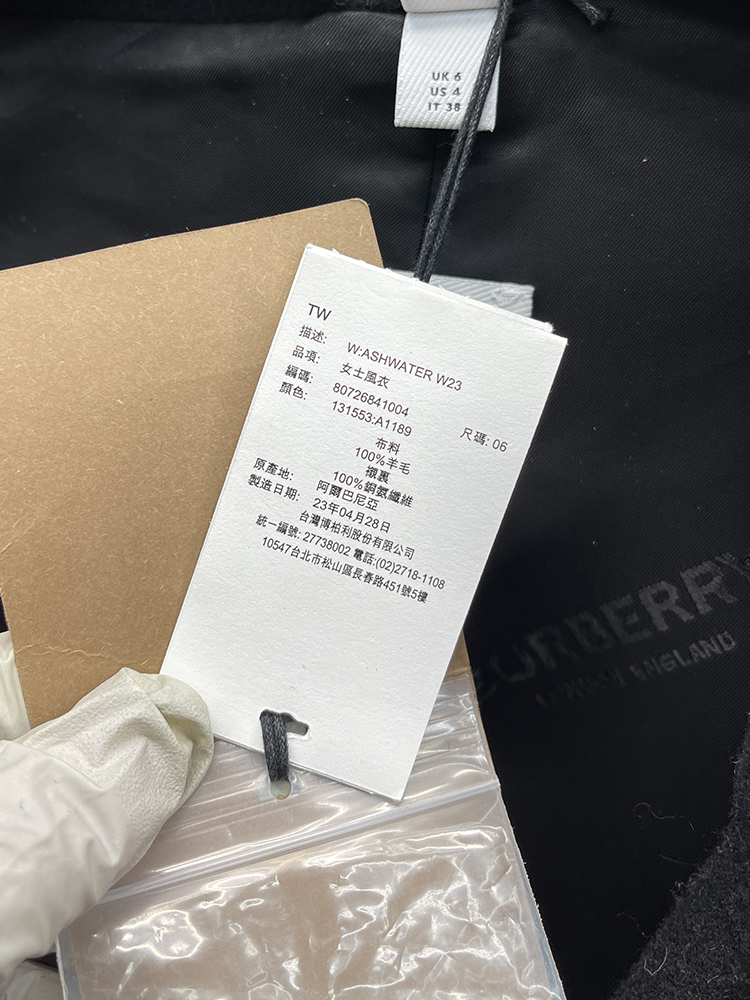 UK 6
US 4
IT 38
TW
描述: W:ASHWATER W23
品項: 女士風衣
編碼: 80726841004
顏色: 131553:A1189 尺碼: 06
布料
100%羊毛
襯裏
100%銅氨纖維
原產地: 阿爾巴尼亞
製造日期: 23年04月28日
台灣博柏利股份有限公司
統一編號: 27738002 電話:(02)2718-1108
10547台北市松山區長春路451號5樓
BURBERRY
LONDON ENGLAND